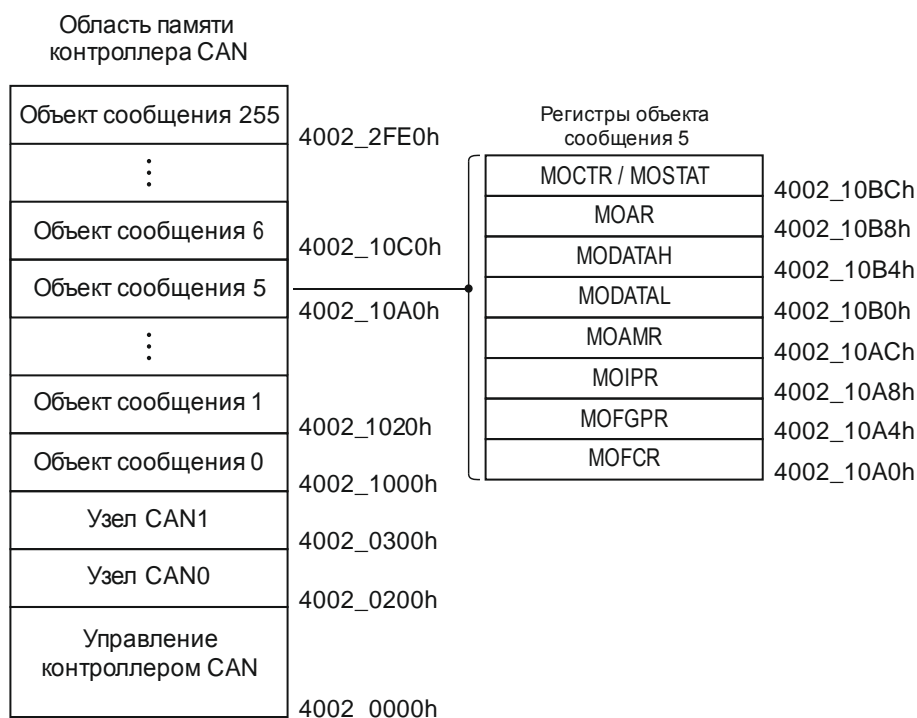 Область памяти
контроллера CAN
Объект сообщения 255
4002_2FE0h
Объект сообщения 6
4002_10C0h
Объект сообщения 5
4002_10A0h
Объект сообщения 1
4002_1020h
Объект сообщения 0
4002_1000h
Узел CAN1
4002_0300h
Узел CAN0
4002_0200h
Управление
контроллером CAN
4002_0000h
Регистры объекта
сообщения 5
MOCTR / MOSTAT
4002_10BCh
MOAR
4002_10B8h
MODATAH
4002_10B4h
MODATAL
4002_10B0h
MOAMR
4002_10ACh
MOIPR
4002_10A8h
MOFGPR
4002_10A4h
MOFCR
4002_10A0h